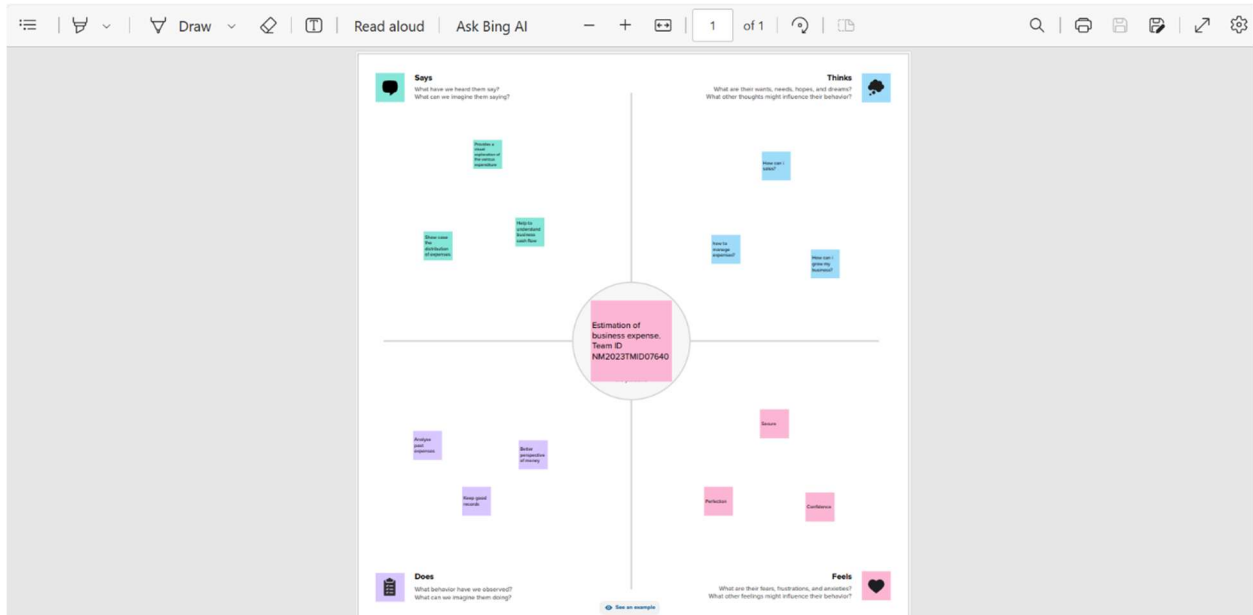 Draw
Read aloud
Ask Bing AI
1
of 1
Says
What have we heard them say?
What can we imagine them saying?
Thinks
What are their wants, needs, hopes, and dreams?
What other thoughts might influence their behavior?
Provides a
visual
exploration of
the various
expenditure
Show case
the
distribution
of expenses
Help to
understand
business
cash flow
How can i
sales?
how to
manage
expenses?
How can i
grow my
business?
Estimation of
business expense.
Team ID
NM2023TMID07640
Analyse
past
expenses
Better
perspective
of money
Keep good
records
Secure
Perfection
Confidence
Does
What behavior have we observed?
What can we imagine them doing?
Feels
What are their fears, frustrations, and anxieties?
What other feelings might influence their behavior?
See an example